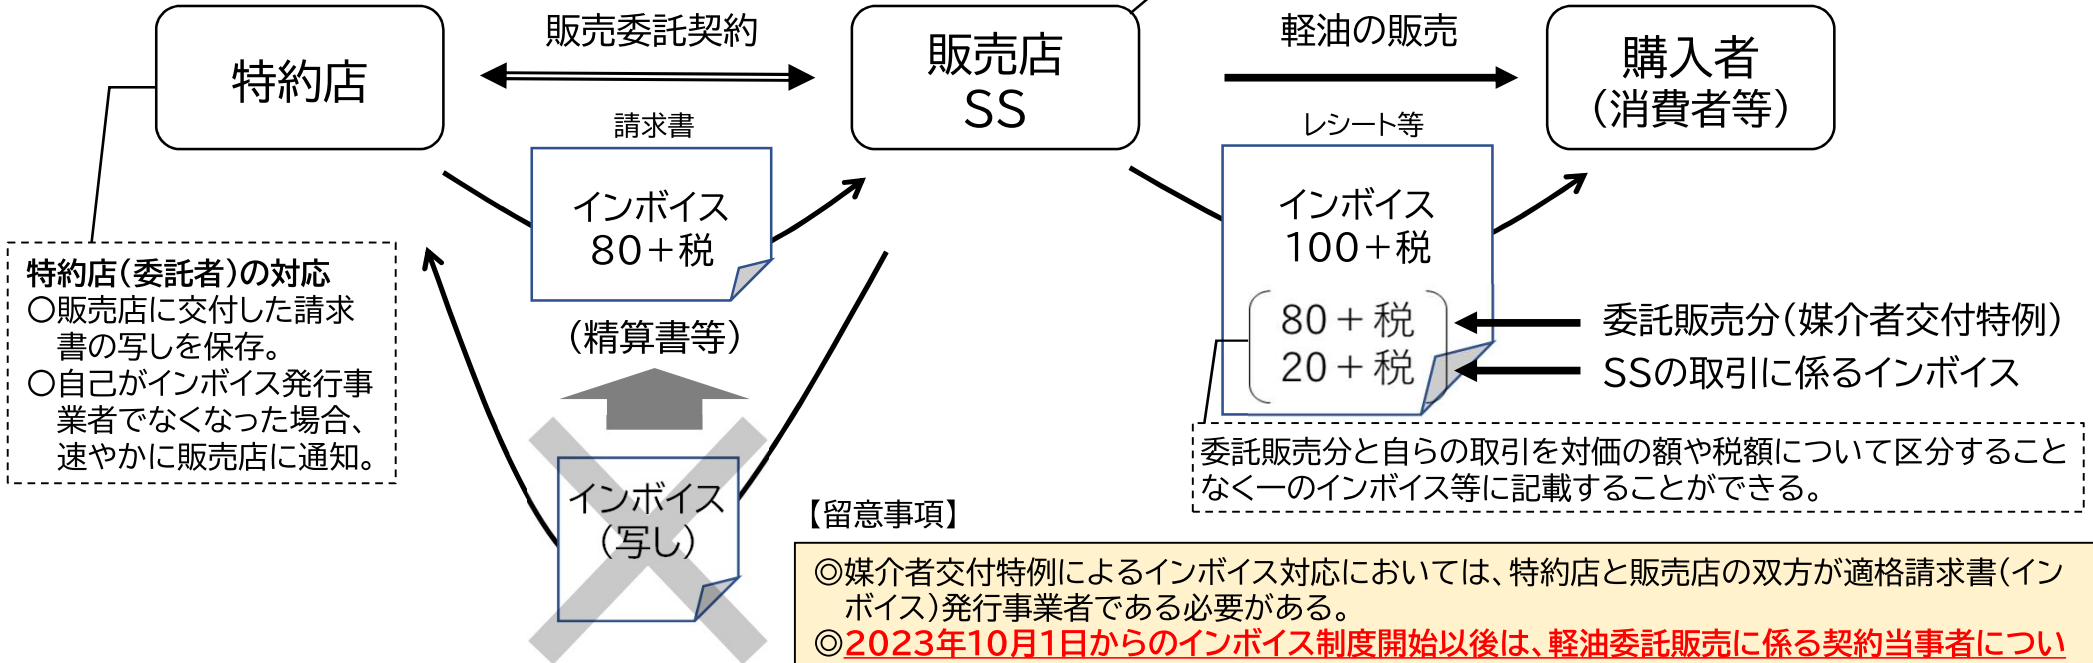 特約店
販売委託契約
販売店
SS
軽油の販売
購入者
(消費者等)
請求書
インボイス
80+税
(精算書等)
インボイス
(写し)
レシート等
インボイス
100+税
80+税
20+税
委託販売分(媒介者交付特例)
SSの取引に係るインボイス
特約店(委託者)の対応
○販売店に交付した請求
書の写しを保存。
○自己がインボイス発行事
業者でなくなった場合、
速やかに販売店に通知。
委託販売分と自らの取引を対価の額や税額について区分すること
なく一のインボイス等に記載することができる。
【留意事項】
◎媒介者交付特例によるインボイス対応においては、特約店と販売店の双方が適格請求書(イン
ボイス)発行事業者である必要がある。
◎2023年10月1日からのインボイス制度開始以後は、軽油委託販売に係る契約当事者につい